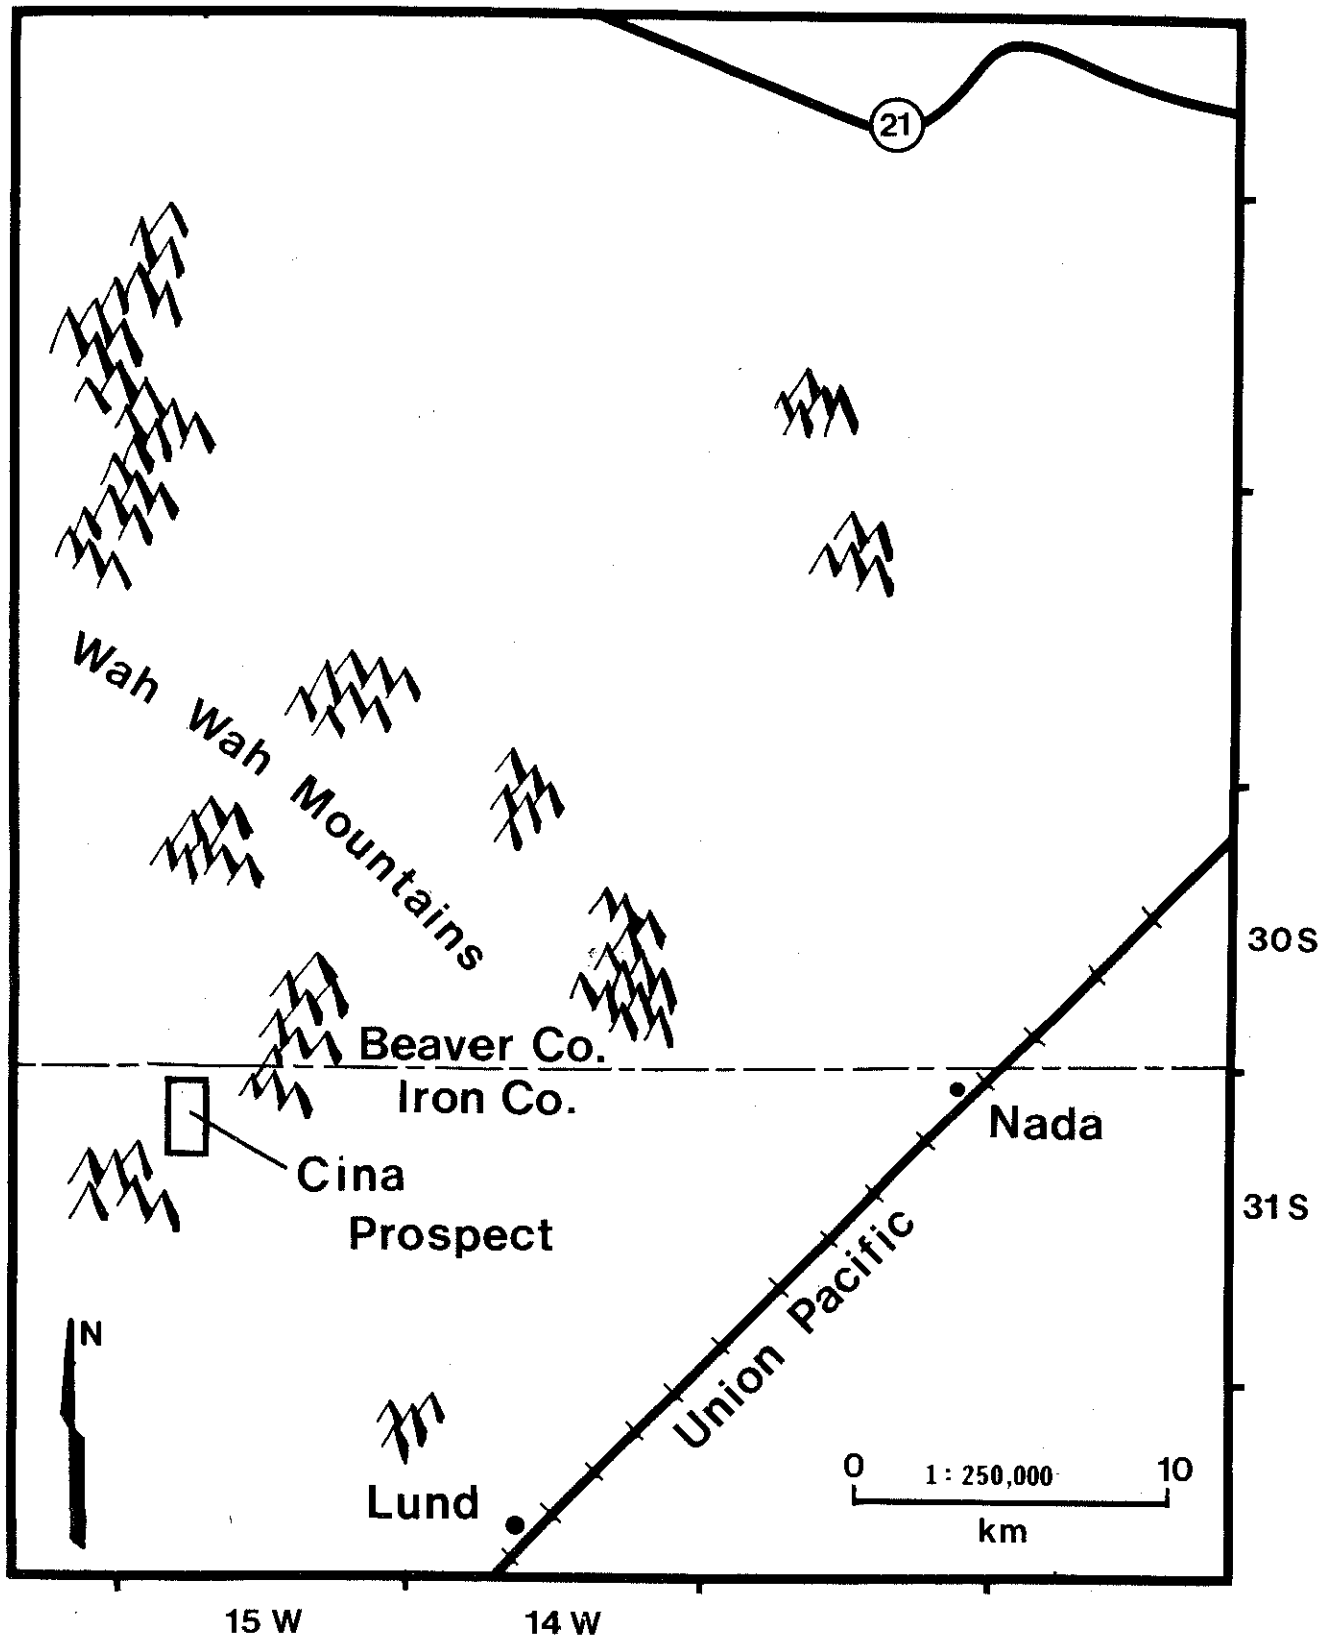 21
Wah Wah Mountains
30S
Beaver Co.
Iron Co.
Nada
Cina
Prospect
31S
Union Pacific
N
Lund
0 1 : 250,000 10
km
15 W 14 W